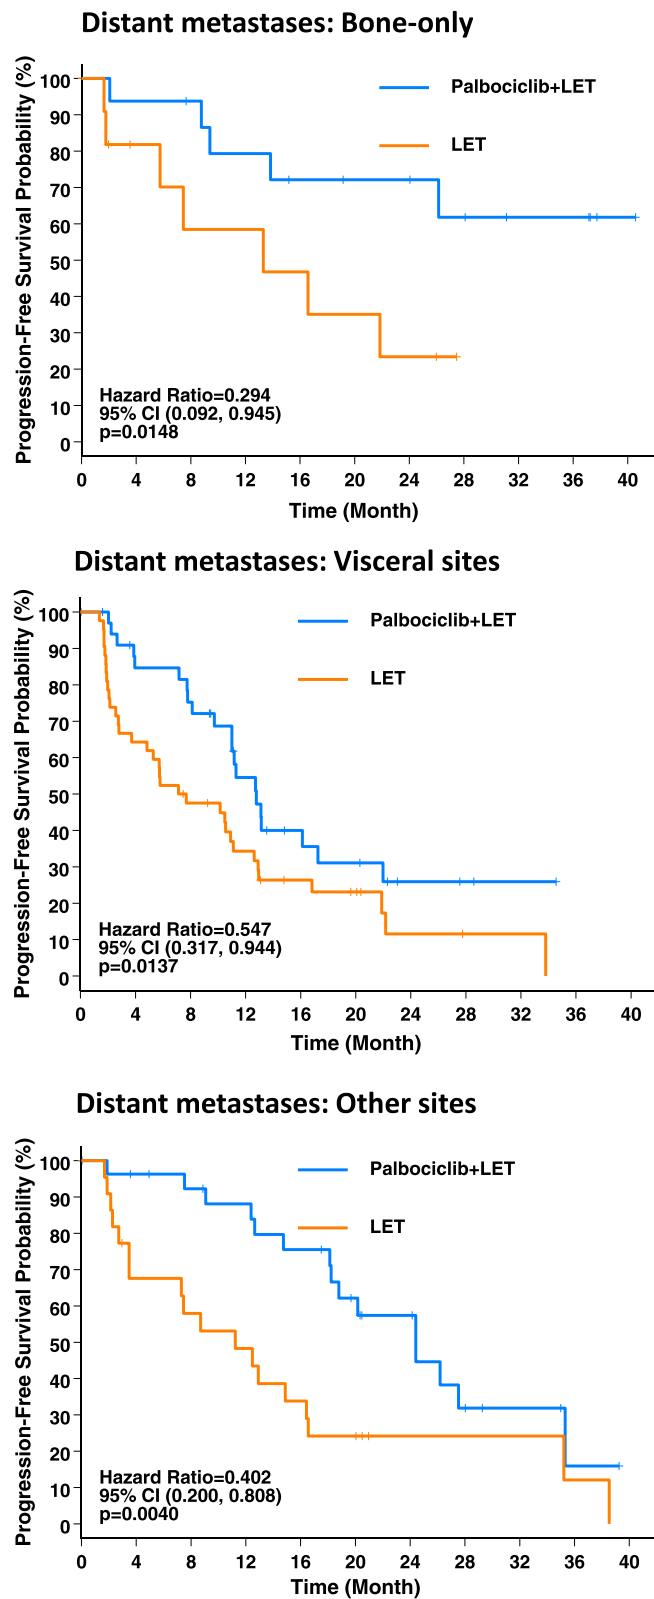 Distant metastases: Bone-only
Progression-Free Survival Probability (%)
100
90
80
70
60
50
40
30
20
10
0
Palbociclib+LET
LET
Hazard Ratio=0.294
95% CI (0.092, 0.945)
p=0.0148
0 4 8 12 16 20 24 28 32 36 40
Time (Month)
Distant metastases: Visceral sites
Progression-Free Survival Probability (%)
100
90
80
70
60
50
40
30
20
10
0
Palbociclib+LET
LET
Hazard Ratio=0.547
95% CI (0.317, 0.944)
p=0.0137
0 4 8 12 16 20 24 28 32 36 40
Time (Month)
Distant metastases: Other sites
Progression-Free Survival Probability (%)
100
90
80
70
60
50
40
30
20
10
0
Palbociclib+LET
LET
Hazard Ratio=0.402
95% CI (0.200, 0.808)
p=0.0040
0 4 8 12 16 20 24 28 32 36 40
Time (Month)